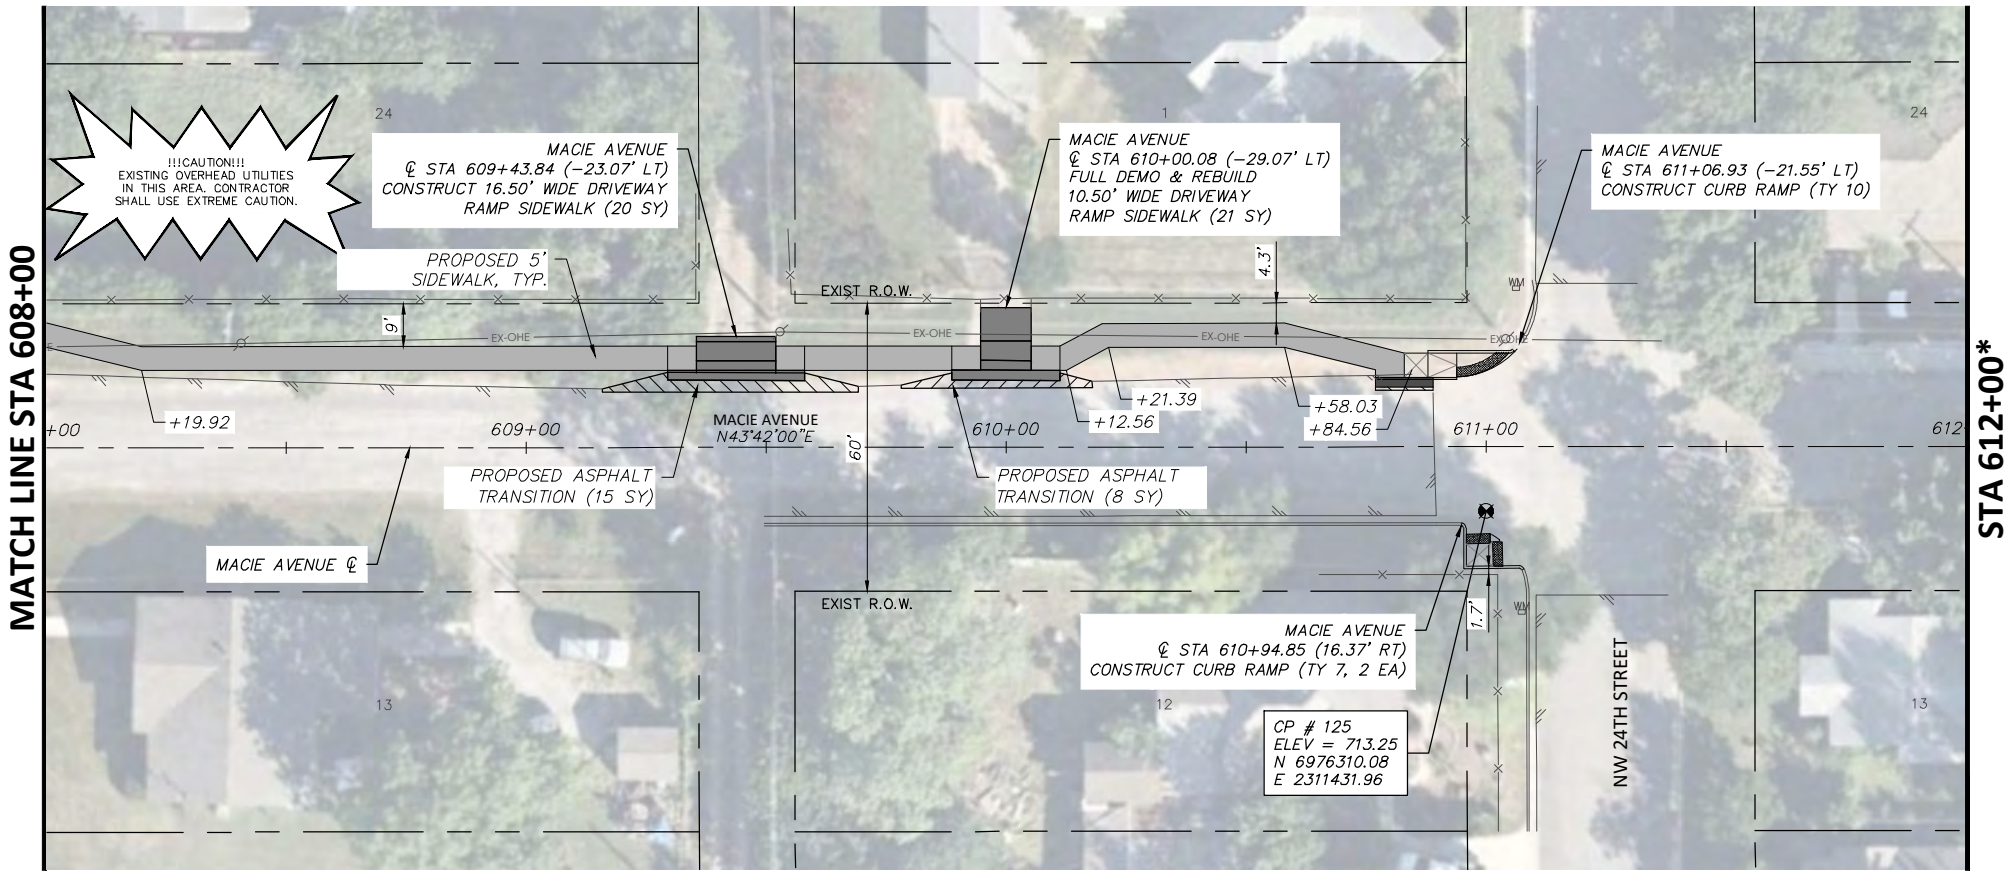 MATCH LINE STA 608+00
24
1
24
!!!CAUTION!!!
EXISTING OVERHEAD UTILITIES
IN THIS AREA. CONTRACTOR
SHALL USE EXTREME CAUTION.
MACIE AVENUE
℄ STA 609+43.84 (-23.07' LT)
CONSTRUCT 16.50' WIDE DRIVEWAY
RAMP SIDEWALK (20 SY)
MACIE AVENUE
℄ STA 610+00.08 (-29.07' LT)
FULL DEMO & REBUILD
10.50' WIDE DRIVEWAY
RAMP SIDEWALK (21 SY)
MACIE AVENUE
℄ STA 611+06.93 (-21.55' LT)
CONSTRUCT CURB RAMP (TY 10)
PROPOSED 5'
SIDEWALK, TYP.
4.3'
WM
EXIST R.O.W.
9'
EX-OHE
EX-OHE
EX-OHE
EX-OHE
+19.92
+21.39
+12.56
+58.03
+84.56
+00
609+00
MACIE AVENUE
N43°42'00"E
60'
610+00
611+00
612
PROPOSED ASPHALT
TRANSITION (15 SY)
PROPOSED ASPHALT
TRANSITION (8 SY)
MACIE AVENUE ℄
EXIST R.O.W.
WM
1.7'
MACIE AVENUE
℄ STA 610+94.85 (16.37' RT)
CONSTRUCT CURB RAMP (TY 7, 2 EA)
13
12
13
CP # 125
ELEV = 713.25
N 6976310.08
E 2311431.96
NW 24TH STREET
STA 612+00*